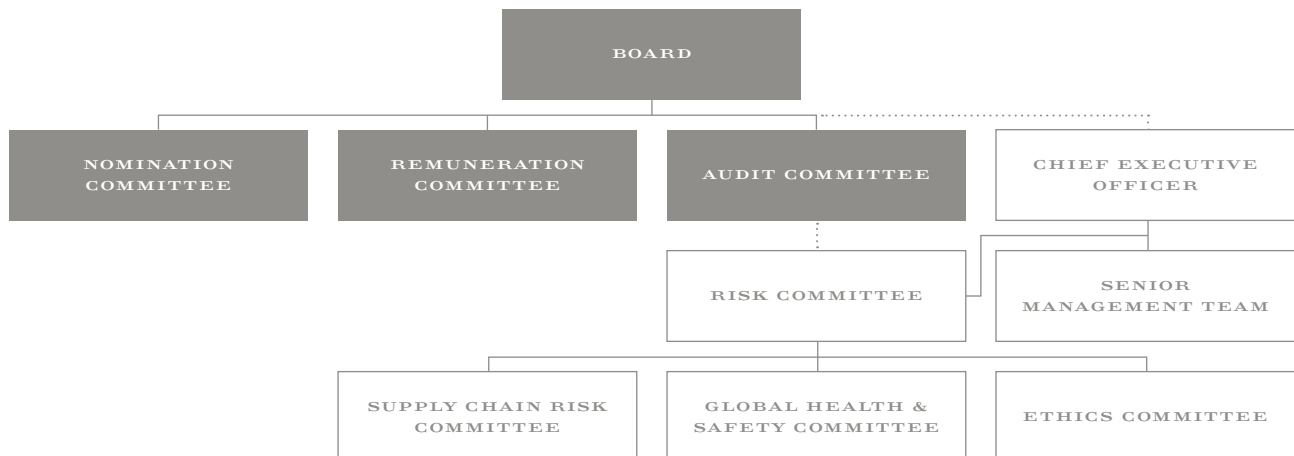 BOARD
NOMINATION
COMMITTEE
REMUNERATION
COMMITTEE
AUDIT COMMITTEE
CHIEF EXECUTIVE
OFFICER
RISK COMMITTEE
SENIOR
MANAGEMENT TEAM
SUPPLY CHAIN RISK
COMMITTEE
GLOBAL HEALTH &
SAFETY COMMITTEE
ETHICS COMMITTEE